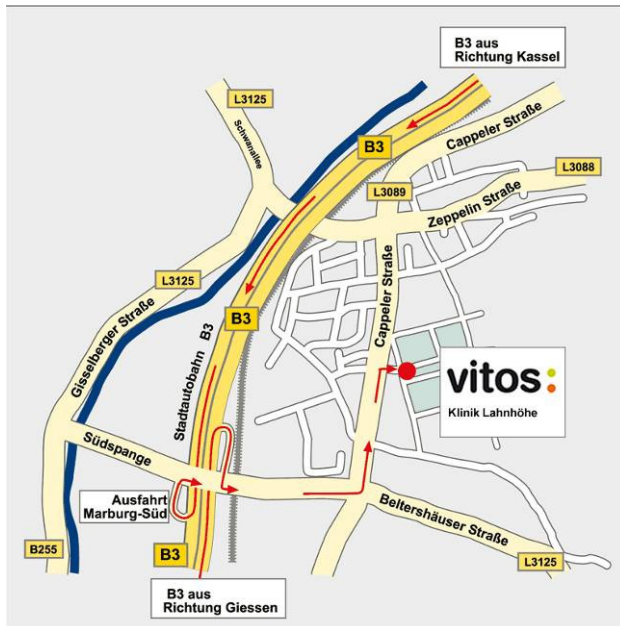 B3 aus
Richtung Kassel
L3125
Schwanallee
B3
Cappeler Straße
L3089
L3088
Zeppelin Straße
L3125
Gisselberger Straße
B3
Stadtautobahn B3
Cappeler Straße
vitos:
Klinik Lahnhöhe
Südspange
Ausfahrt
Marburg-Süd
Beltershäuser Straße
B255
B3
L3125
B3 aus
Richtung Giessen